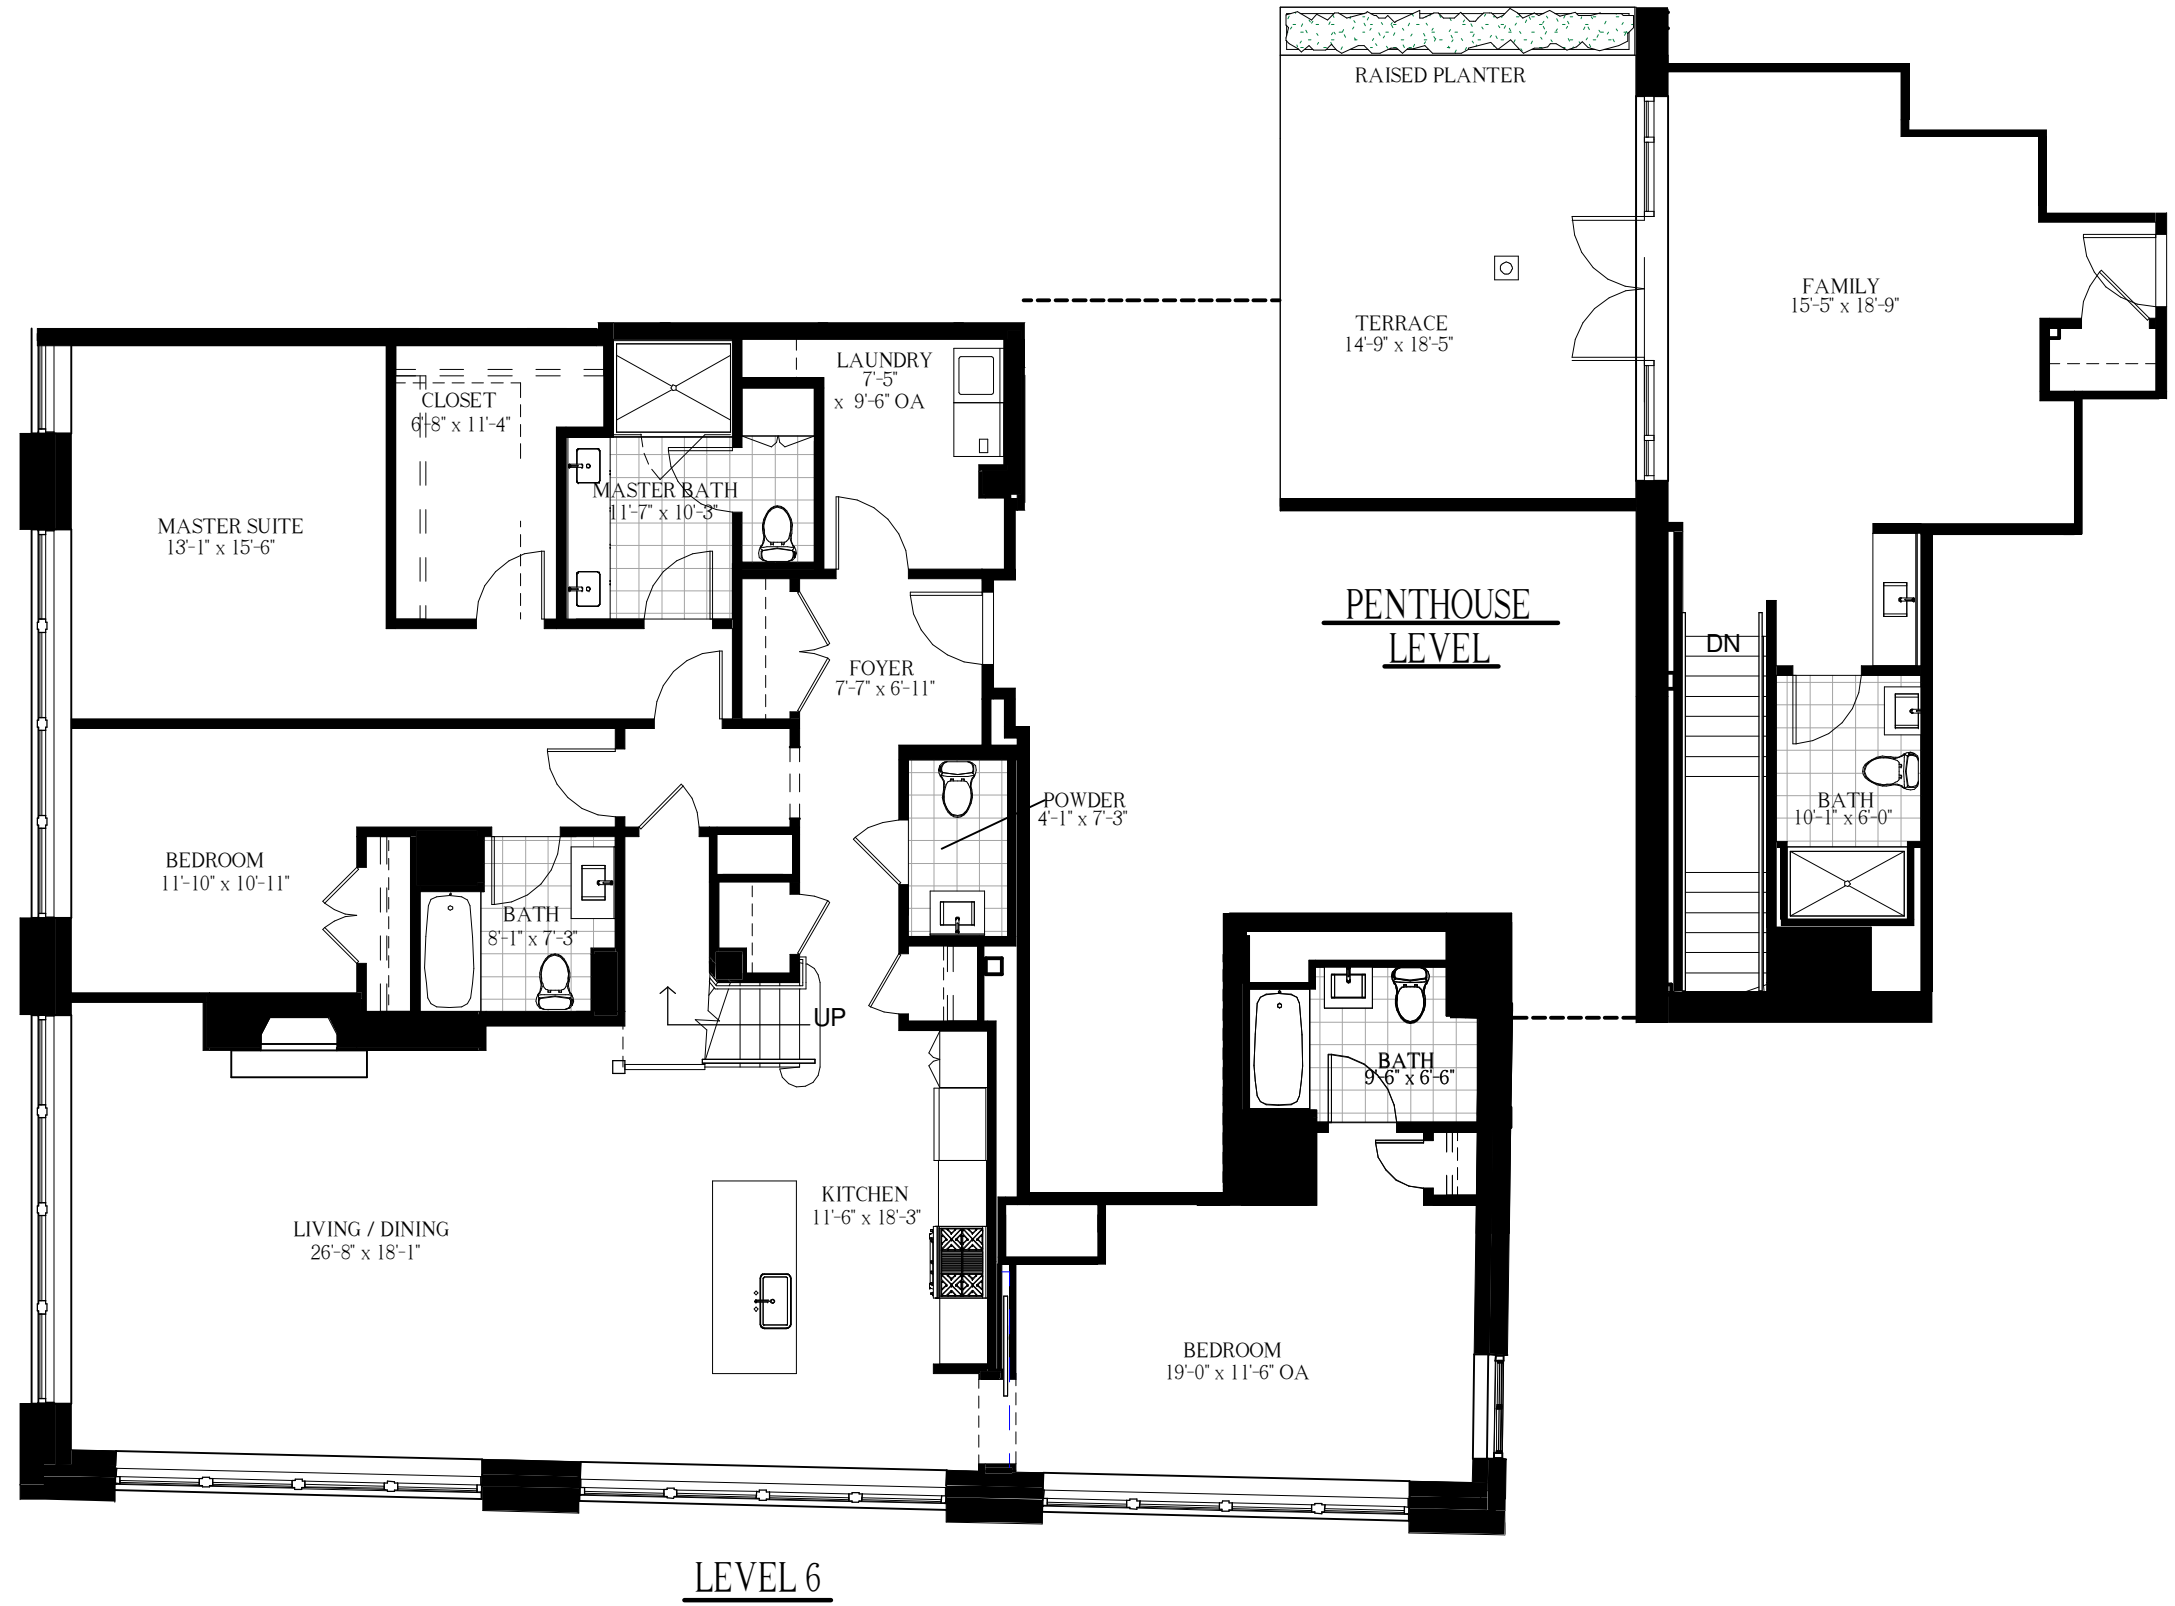 RAISED PLANTER
FAMILY
15'-5" x 18'-9"
TERRACE
14'-9" x 18'-5"
LAUNDRY
7'-5"
x 9'-6" OA
CLOSET
6'-8" x 11'-4"
MASTER BATH
11'-7" x 10'-3"
MASTER SUITE
13'-1" x 15'-6"
PENTHOUSE
LEVEL
DN
FOYER
7'-7" x 6'-11"
POWDER
4'-1" x 7'-3"
BATH
10'-1" x 6'-0"
BEDROOM
11'-10" x 10'-11"
BATH
8'-1" x 7'-3"
UP
BATH
9'-6" x 6'-6"
KITCHEN
11'-6" x 18'-3"
LIVING / DINING
26'-8" x 18'-1"
BEDROOM
19'-0" x 11'-6" OA
LEVEL 6